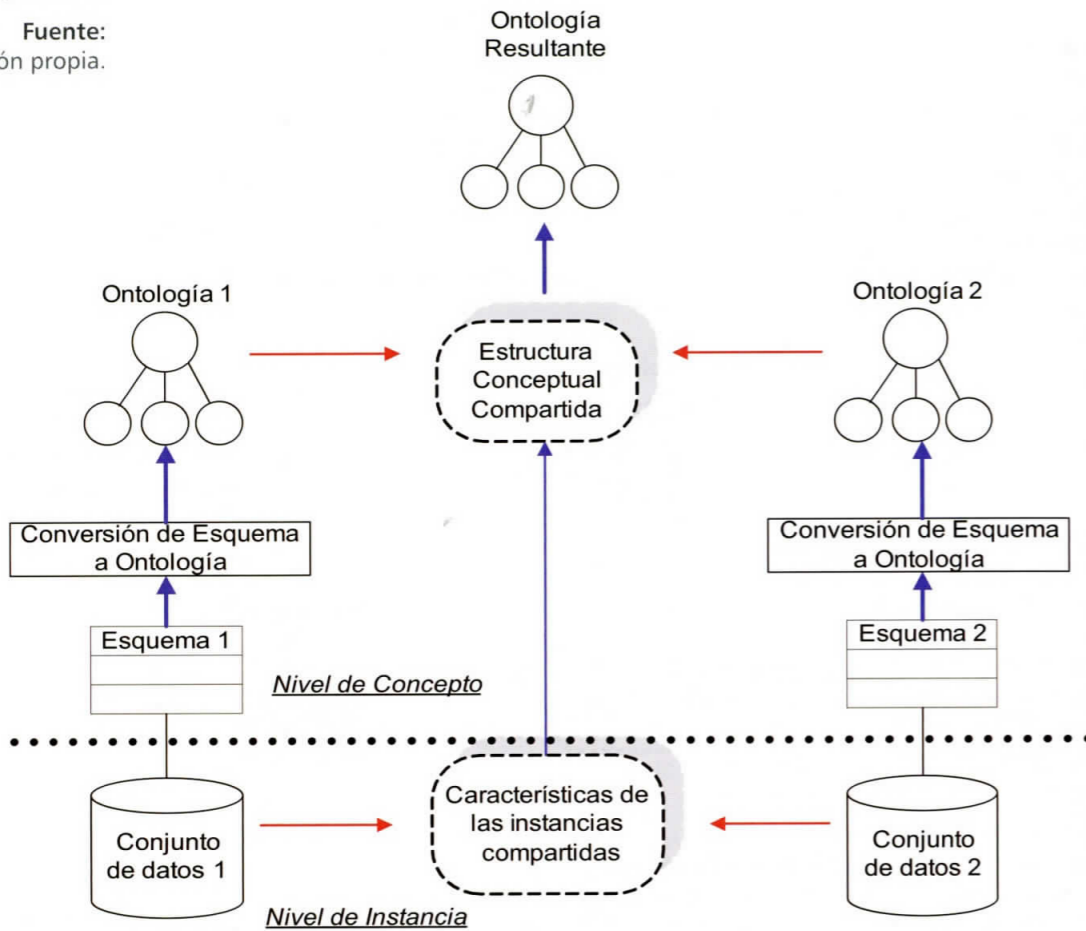 Fuente:
ón propia.
Ontología
Resultante
1
Ontología 1
Ontología 2
Estructura
Conceptual
Compartida
Conversión de Esquema
a Ontología
Conversión de Esquema
a Ontología
Esquema 1
Esquema 2
Nivel de Concepto
Conjunto
de datos 1
Características de
las instancias
compartidas
Conjunto
de datos 2
Nivel de Instancia